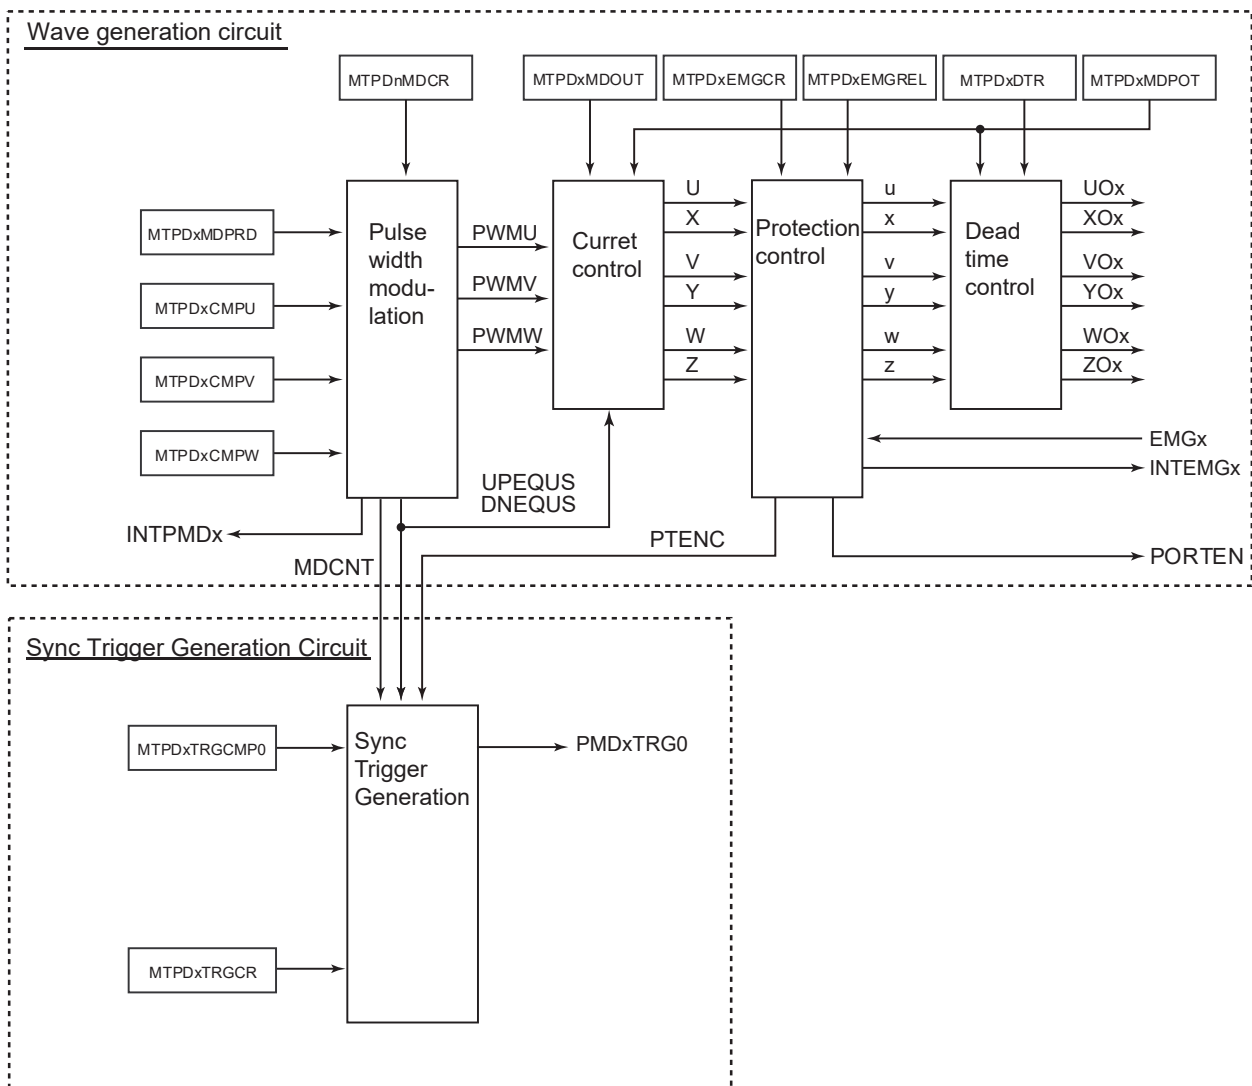 Wave generation circuit
MTPDnMDCR
MTPDxMDOUT
MTPDxEMGCR
MTPDxEMGREL
MTPDxDTR
MTPDxMDPOT
MTPDxMDPRD
MTPDxCMPU
MTPDxCMPV
MTPDxCMPW
Pulse
width
modu-
lation
PWMU
PWMV
PWMW
Curret
control
U
X
V
Y
W
Z
Protection
control
u
x
v
y
w
z
Dead
time
control
UOx
XOx
VOx
YOx
WOx
ZOx
EMGx
INTEMGx
UPEQUS
DNEQUS
INTPMDx
MDCNT
PTENC
PORTEN
Sync Trigger Generation Circuit
MTPDxTRGCMP0
MTPDxTRGCR
Sync
Trigger
Generation
PMDxTRG0